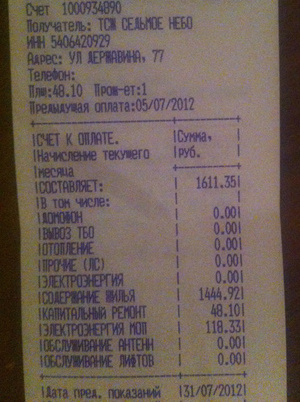 Счет 1000934890
Получатель: ТСЖ СЕДЬМОЕ НЕБО
ИНН 5406420929
Адрес: УЛ ДЕРЖАВИНА, 77
Телефон:
Плщ:48.10 Прож-ет:1
Предыдущая оплата:05/07/2012
СЧЕТ К ОПЛАТЕ. Сумма,
Начисление текущего руб.
месяца
СОСТАВЛЯЕТ: 1611.35
В том числе:
ДОМОФОН 0.00
ВЫВОЗ ТБО 0.00
ОТОПЛЕНИЕ 0.00
ПРОЧИЕ (ЛС) 0.00
ЭЛЕКТРОЭНЕРГИЯ 0.00
СОДЕРЖАНИЕ ЖИЛЬЯ 1444.92
КАПИТАЛЬНЫЙ РЕМОНТ 48.10
ЭЛЕКТРОЭНЕРГИЯ МОП 118.33
ОБСЛУЖИВАНИЕ АНТЕНН 0.00
ОБСЛУЖИВАНИЕ ЛИФТОВ 0.00
Дата пред. показаний 31/07/2012